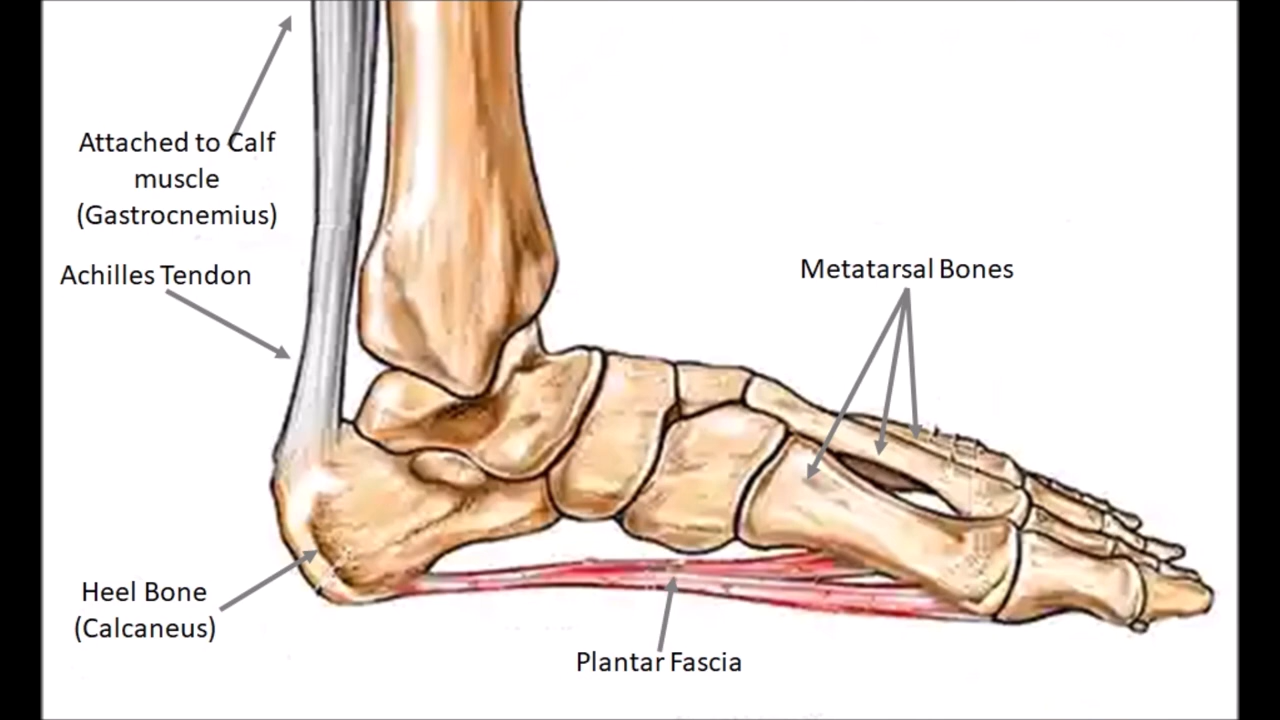 Attached to Calf
muscle
(Gastrocnemius)
Achilles Tendon
Metatarsal Bones
Heel Bone
(Calcaneus)
Plantar Fascia